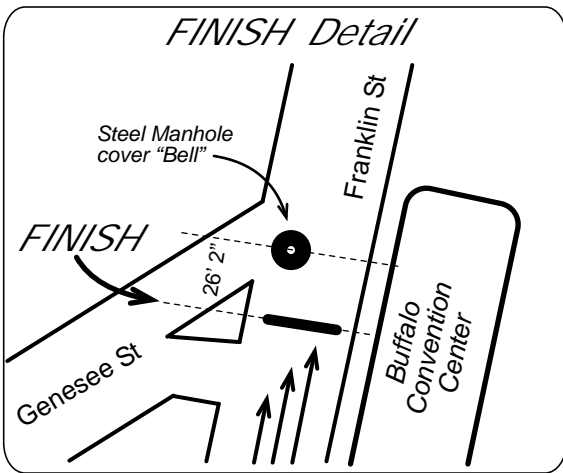 FINISH Detail
Steel Manhole
cover “Bell”
Franklin St
FINISH
26’ 2”
Genesee St
Buffalo
Convention
Center